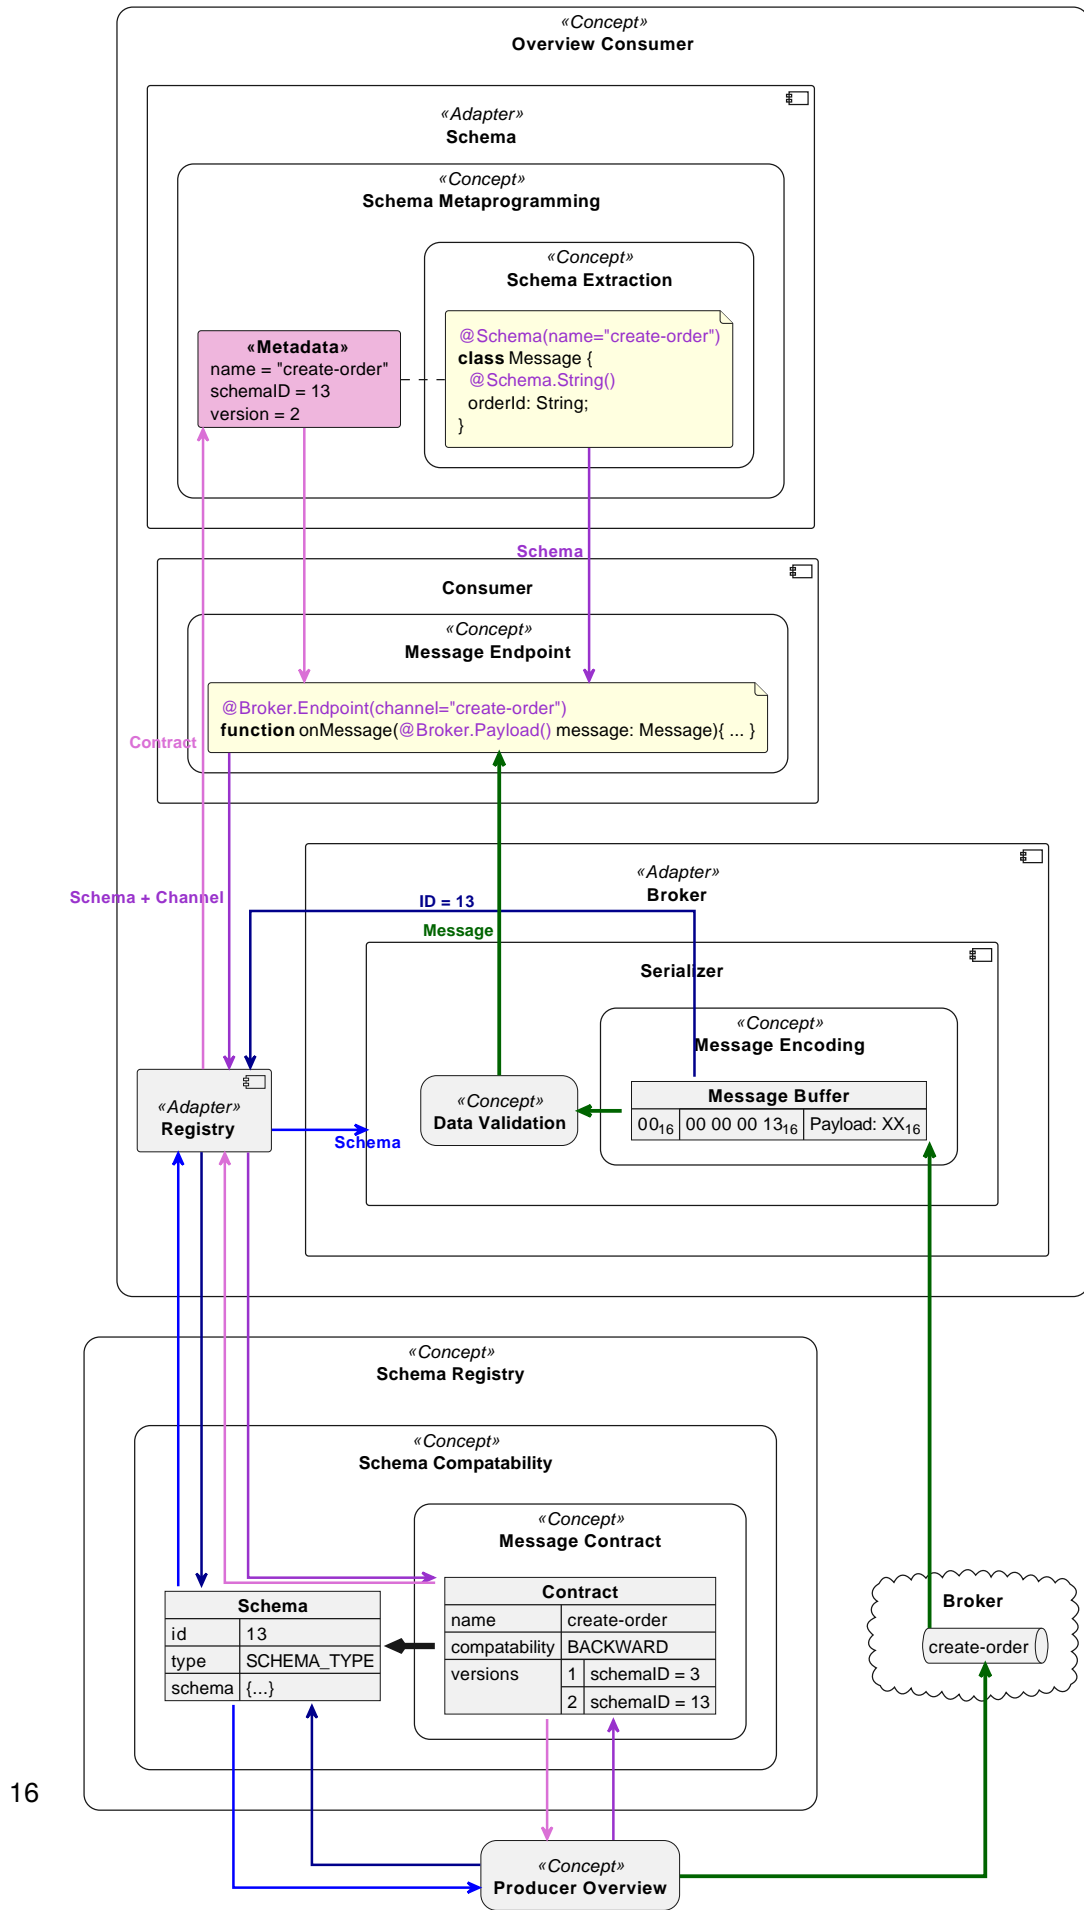 «Concept»
Overview Consumer
«Adapter»
Schema
«Concept»
Schema Metaprogramming
«Concept»
Schema Extraction
«Metadata»
name = "create-order"
schemaID = 13
version = 2
@Schema(name="create-order")
class Message {
@Schema.String()
orderId: String;
}
Schema
Consumer
«Concept»
Message Endpoint
@Broker.Endpoint(channel="create-order")
function onMessage(@Broker.Payload() message: Message){ ... }
Contract
«Adapter»
Broker
Schema + Channel
ID = 13
Message
Serializer
«Concept»
Message Encoding
«Adapter»
Registry
Schema
«Concept»
Data Validation
Message Buffer
00₁₆ 00 00 00 13₁₆ Payload: XX₁₆
«Concept»
Schema Registry
«Concept»
Schema Compatability
«Concept»
Message Contract
Schema
id 13
type SCHEMA_TYPE
schema {...}
Contract
name create-order
compatability BACKWARD
versions 1 schemaID = 3
2 schemaID = 13
Broker
create-order
16
«Concept»
Producer Overview